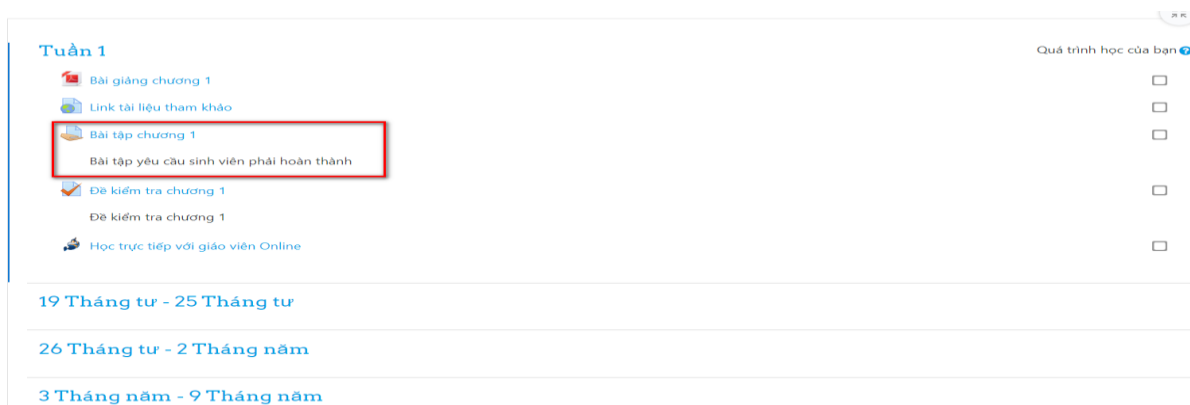 Tuần 1
Quá trình học của bạn
Bài giảng chương 1
Link tài liệu tham khảo
Bài tập chương 1
Bài tập yêu cầu sinh viên phải hoàn thành
Đề kiểm tra chương 1
Đề kiểm tra chương 1
Học trực tiếp với giáo viên Online
19 Tháng tư - 25 Tháng tư
26 Tháng tư - 2 Tháng năm
3 Tháng năm - 9 Tháng năm